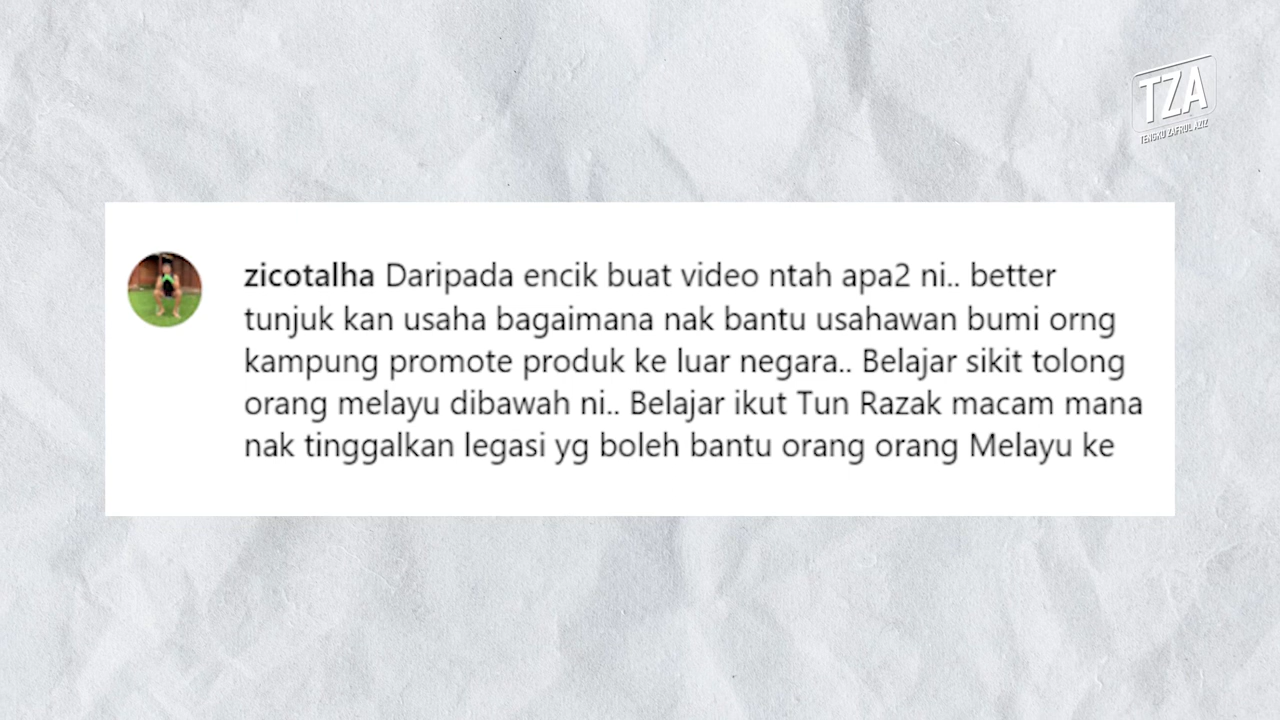 TZA
TENGKU ZAFRUL AZIZ
zicotalha Daripada encik buat video ntah apa2 ni.. better
tunjuk kan usaha bagaimana nak bantu usahawan bumi orng
kampung promote produk ke luar negara.. Belajar sikit tolong
orang melayu dibawah ni.. Belajar ikut Tun Razak macam mana
nak tinggalkan legasi yg boleh bantu orang orang Melayu ke